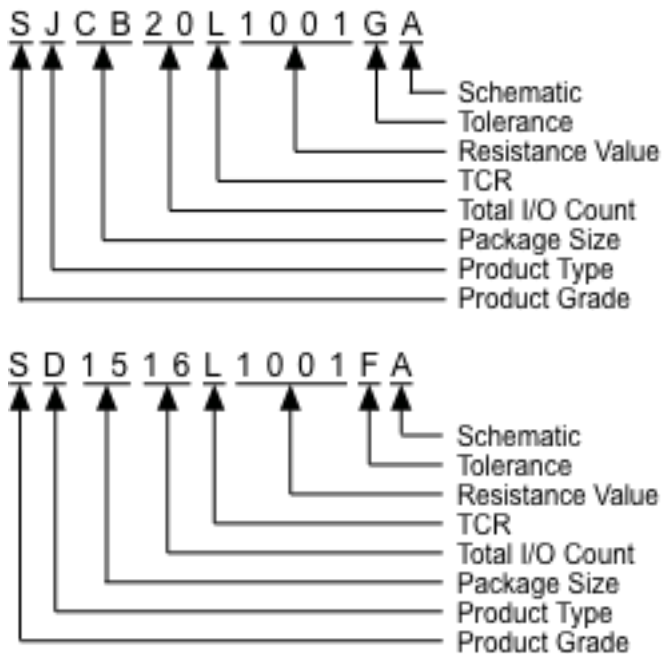 S J C B 2 0 L 1 0 0 1 G A
Schematic
Tolerance
Resistance Value
TCR
Total I/O Count
Package Size
Product Type
Product Grade
S D 1 5 1 6 L 1 0 0 1 F A
Schematic
Tolerance
Resistance Value
TCR
Total I/O Count
Package Size
Product Type
Product Grade